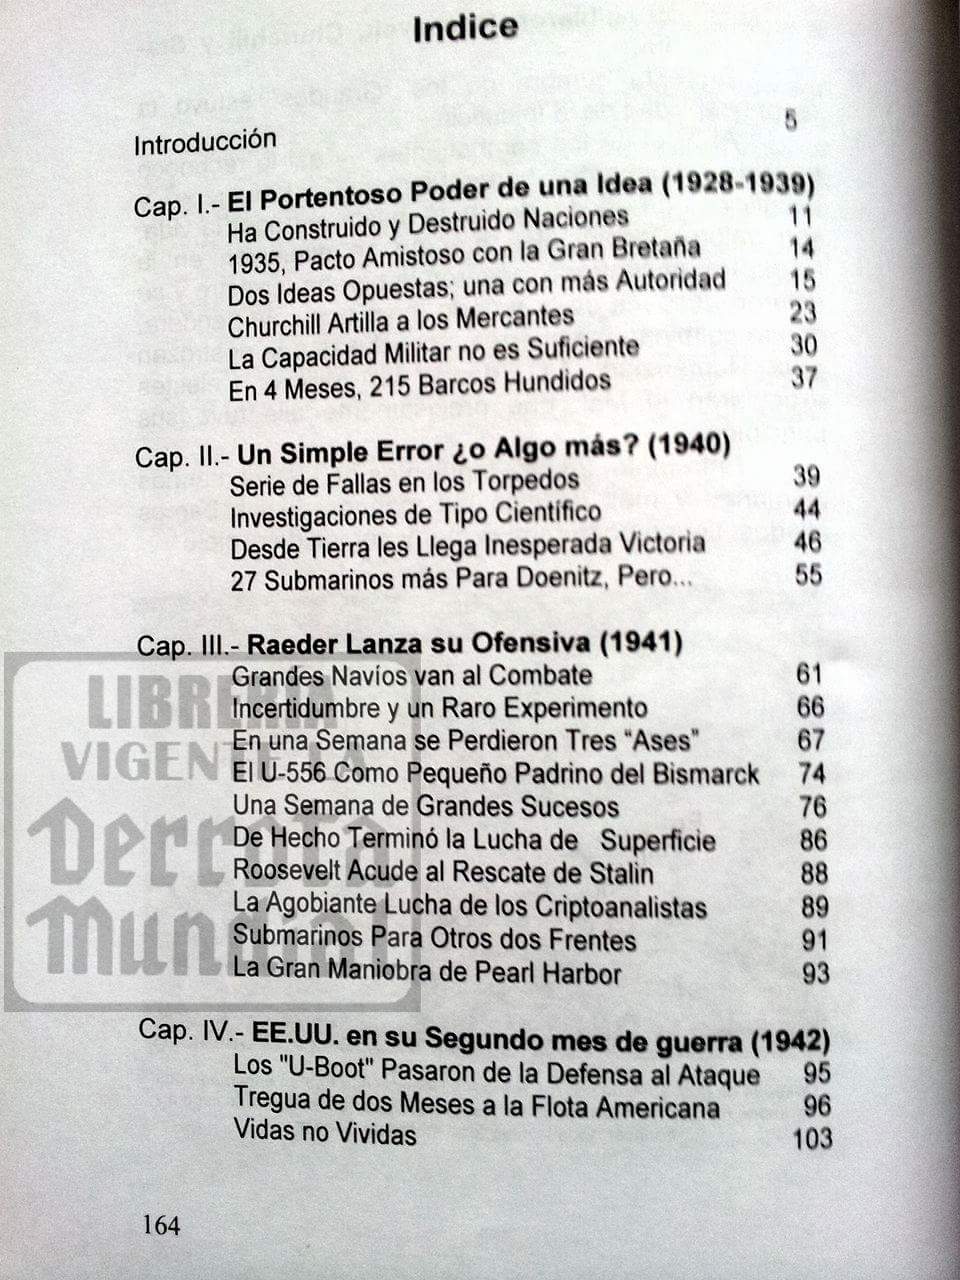 Indice
Introducción 5
Cap. I.- El Portentoso Poder de una Idea (1928-1939)
Ha Construido y Destruido Naciones 11
1935, Pacto Amistoso con la Gran Bretaña 14
Dos Ideas Opuestas; una con más Autoridad 15
Churchill Artilla a los Mercantes 23
La Capacidad Militar no es Suficiente 30
En 4 Meses, 215 Barcos Hundidos 37
Cap. II.- Un Simple Error ¿o Algo más? (1940)
Serie de Fallas en los Torpedos 39
Investigaciones de Tipo Científico 44
Desde Tierra les Llega Inesperada Victoria 46
27 Submarinos más Para Doenitz, Pero... 55
Cap. III.- Raeder Lanza su Ofensiva (1941)
Grandes Navíos van al Combate 61
Incertidumbre y un Raro Experimento 66
En una Semana se Perdieron Tres “Ases” 67
El U-556 Como Pequeño Padrino del Bismarck 74
Una Semana de Grandes Sucesos 76
De Hecho Terminó la Lucha de Superficie 86
Roosevelt Acude al Rescate de Stalin 88
La Agobiante Lucha de los Criptoanalistas 89
Submarinos Para Otros dos Frentes 91
La Gran Maniobra de Pearl Harbor 93
Cap. IV.- EE.UU. en su Segundo mes de guerra (1942)
Los "U-Boot" Pasaron de la Defensa al Ataque 95
Tregua de dos Meses a la Flota Americana 96
Vidas no Vividas 103
164
LIBRERIA
VIGENTE LA
Derrota
Mundial